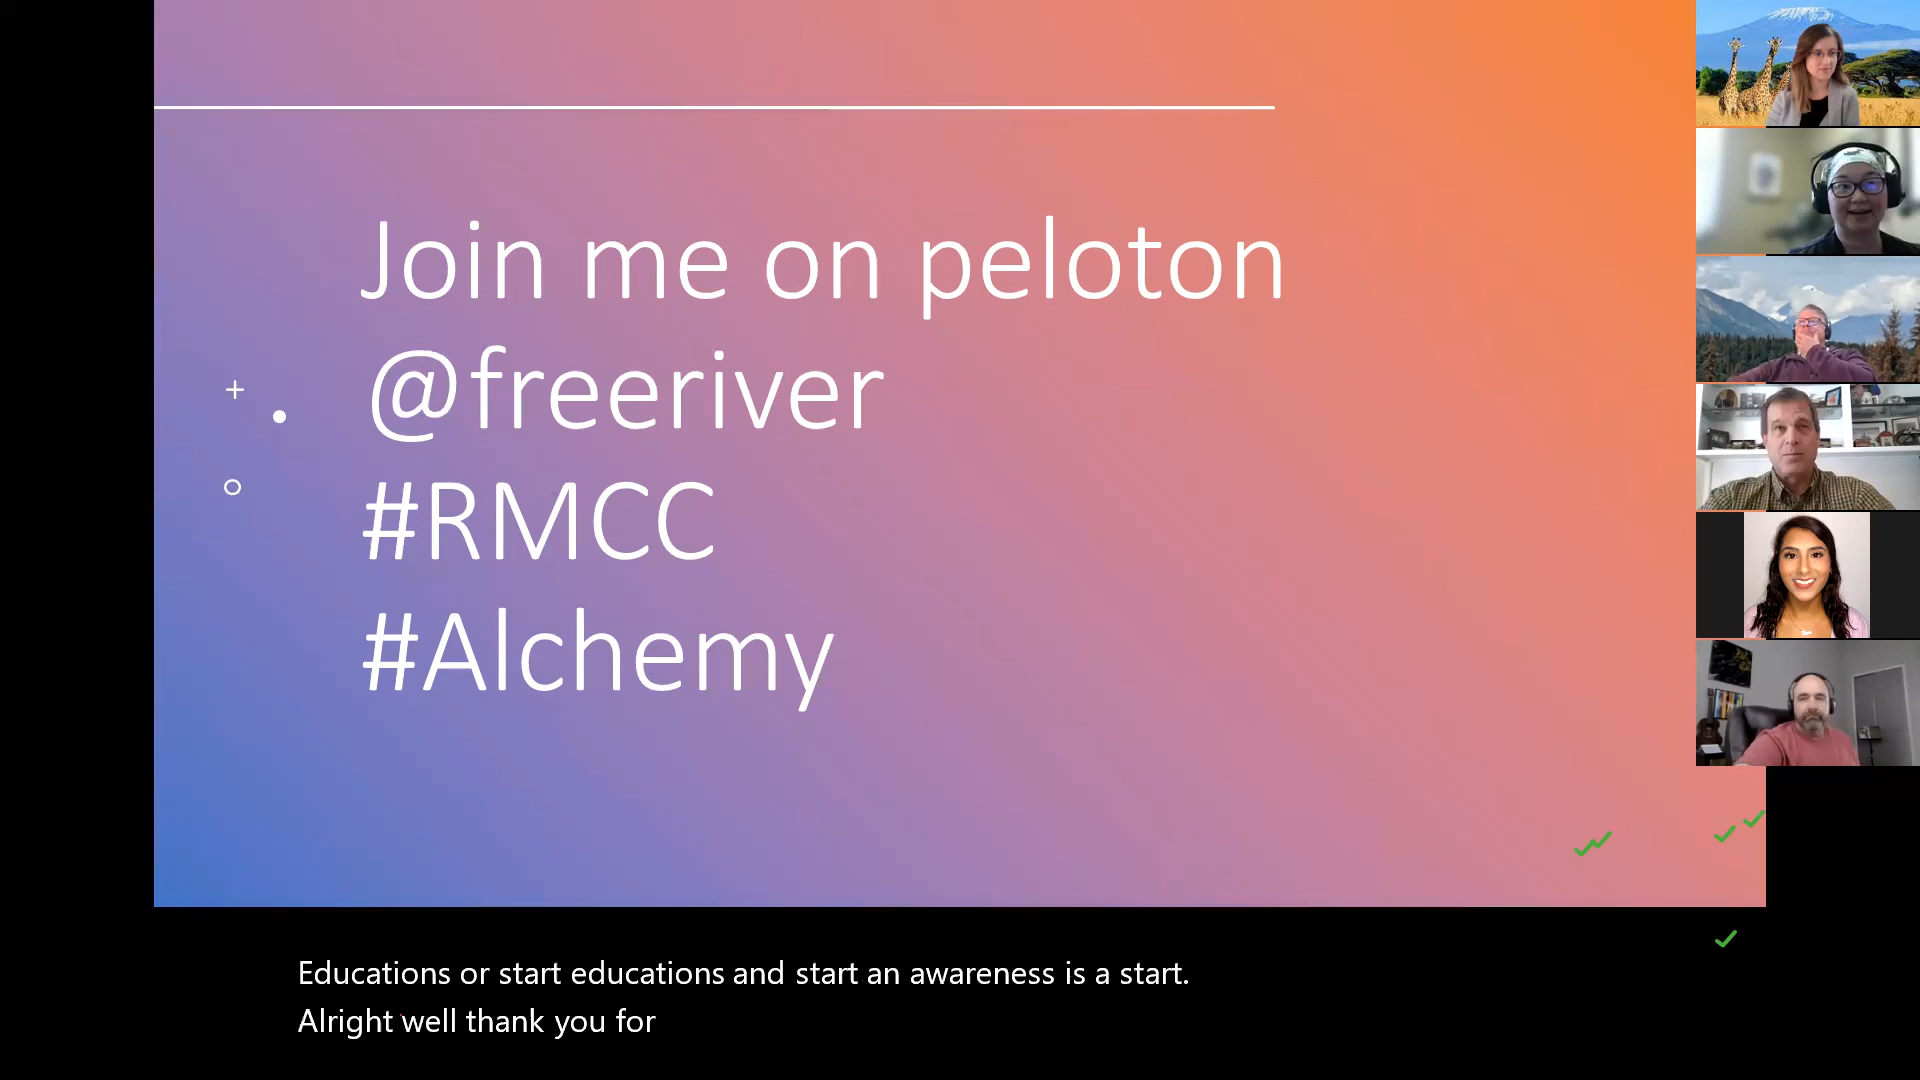 Join me on peloton
@freeriver
#RMCC
#Alchemy
Educations or start educations and start an awareness is a start.
Alright well thank you for